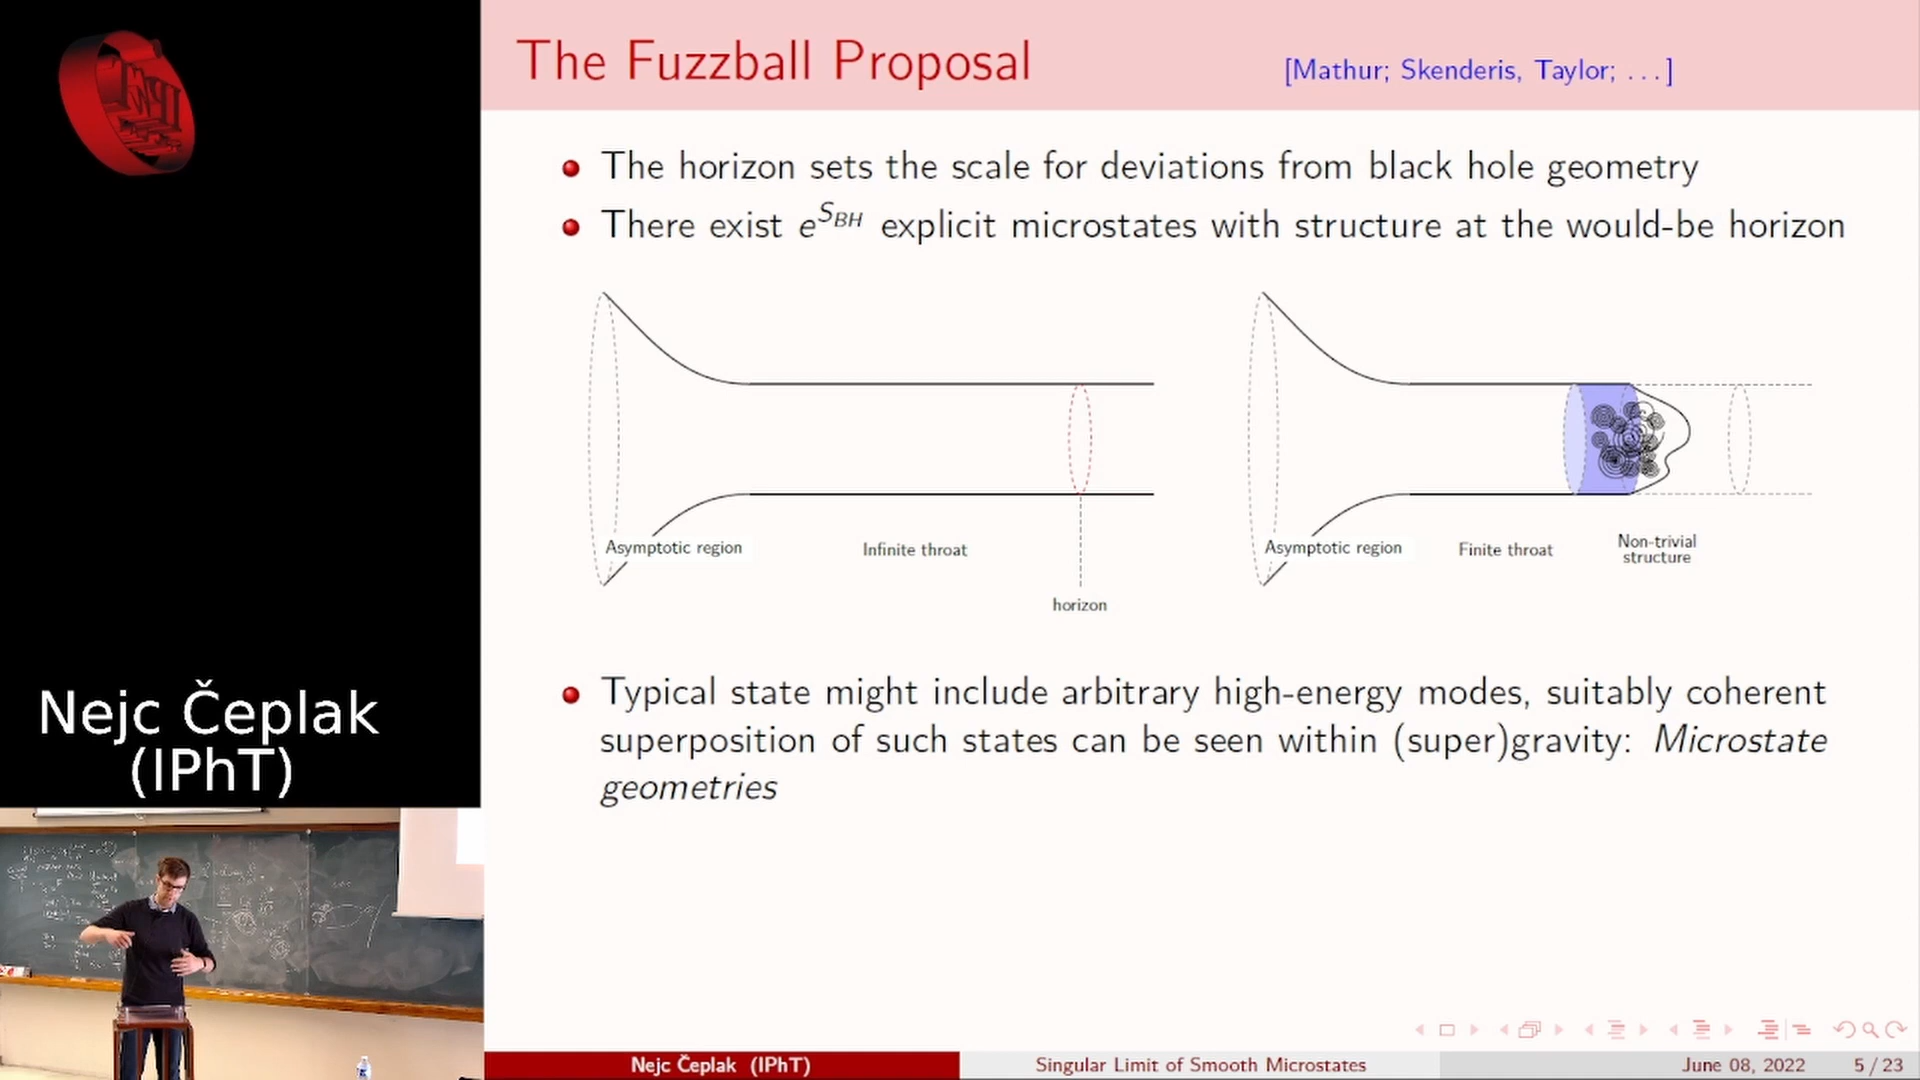 The Fuzzball Proposal
[Mathur; Skenderis, Taylor; ...]
The horizon sets the scale for deviations from black hole geometry
There exist e^{S_{BH}} explicit microstates with structure at the would-be horizon
Asymptotic region
Infinite throat
horizon
Asymptotic region
Finite throat
Non-trivial
structure
Typical state might include arbitrary high-energy modes, suitably coherent
superposition of such states can be seen within (super)gravity: Microstate
geometries
Nejc Čeplak
(IPhT)
Nejc Čeplak (IPhT)
Singular Limit of Smooth Microstates
June 08, 2022
5 / 23